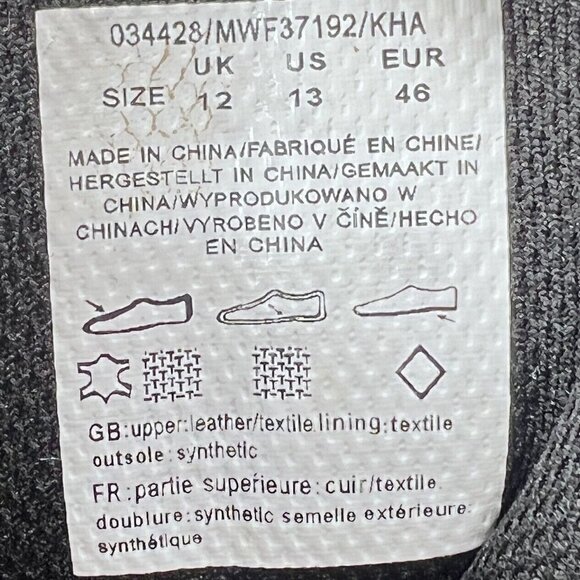 034428/MWF37192/KHA
UK US EUR
SIZE 12 13 46
MADE IN CHINA/FABRIQUÉ EN CHINE/
HERGESTELLT IN CHINA/GEMAAKT IN
CHINA/WYPRODUKOWANO W
CHINACH/VYROBENO V ČÍNĚ/HECHO
EN CHINA
GB:upper:leather/textile lining:textile
outsole:synthetic
FR:partie superieure:cuir/textile.
doublure:synthetic semelle extérieure:
synthétique